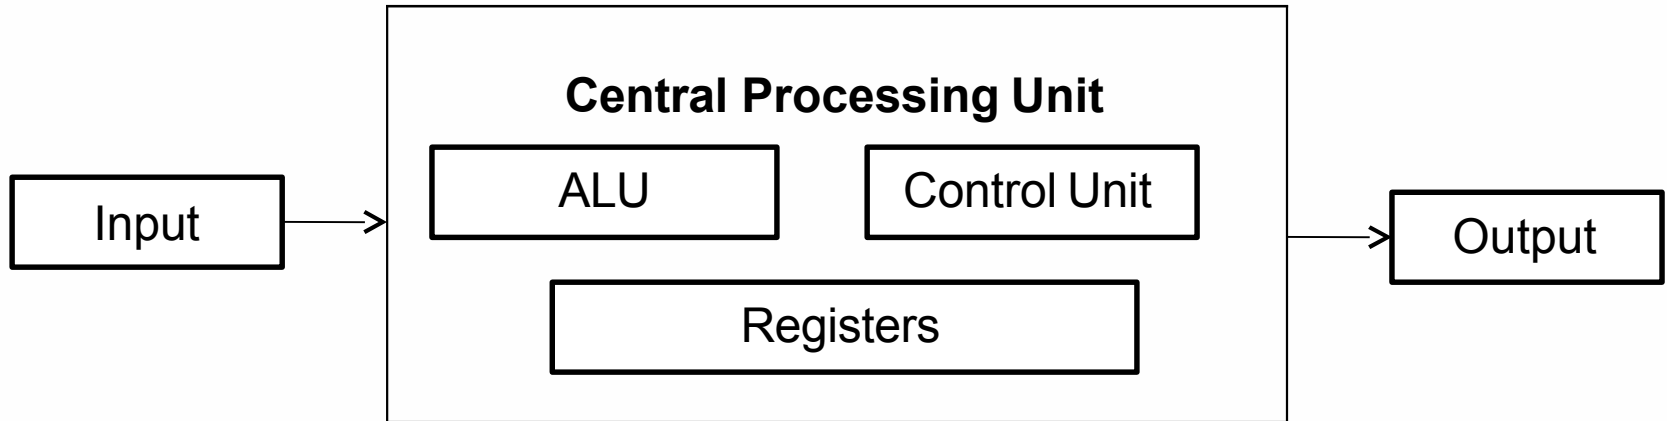 Central Processing Unit
ALU
Control Unit
Input
Output
Registers